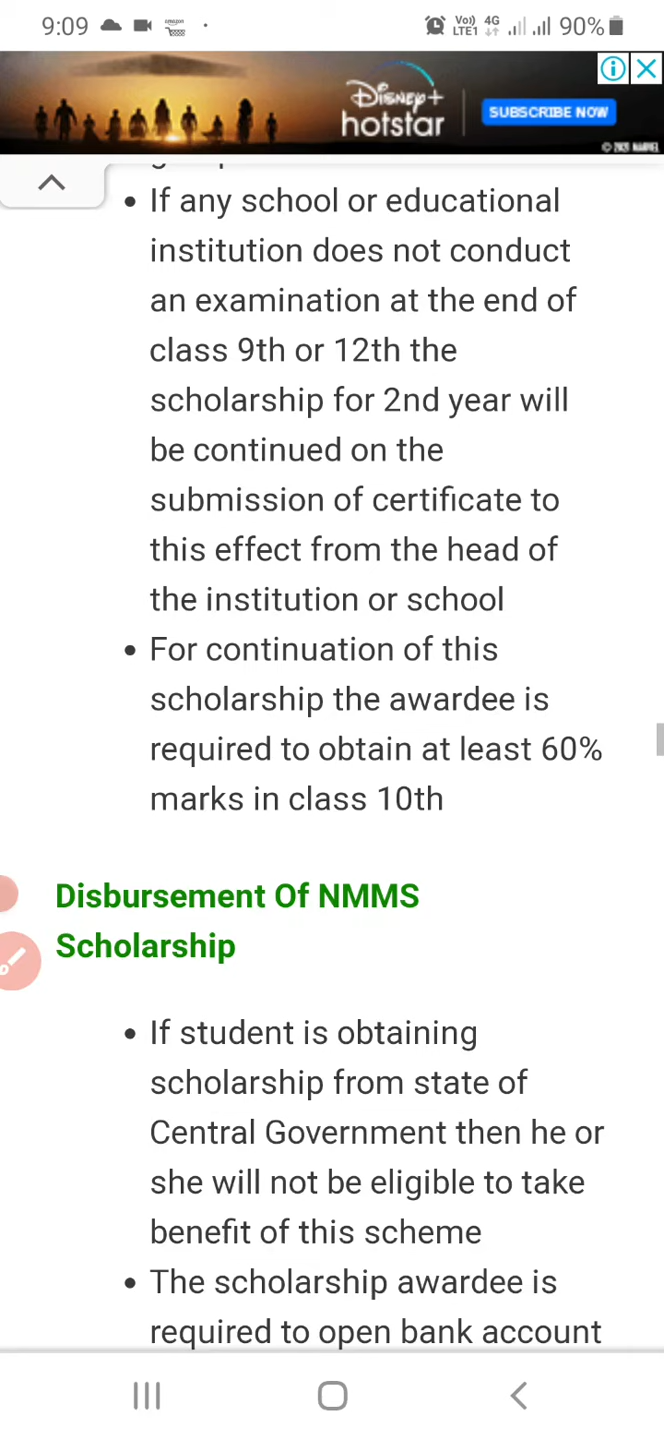 9:09
Vo)) 4G
LTE1
90%
DISNEY+
hotstar
SUBSCRIBE NOW
If any school or educational
institution does not conduct
an examination at the end of
class 9th or 12th the
scholarship for 2nd year will
be continued on the
submission of certificate to
this effect from the head of
the institution or school
For continuation of this
scholarship the awardee is
required to obtain at least 60%
marks in class 10th
Disbursement Of NMMS
Scholarship
If student is obtaining
scholarship from state of
Central Government then he or
she will not be eligible to take
benefit of this scheme
The scholarship awardee is
required to open bank account